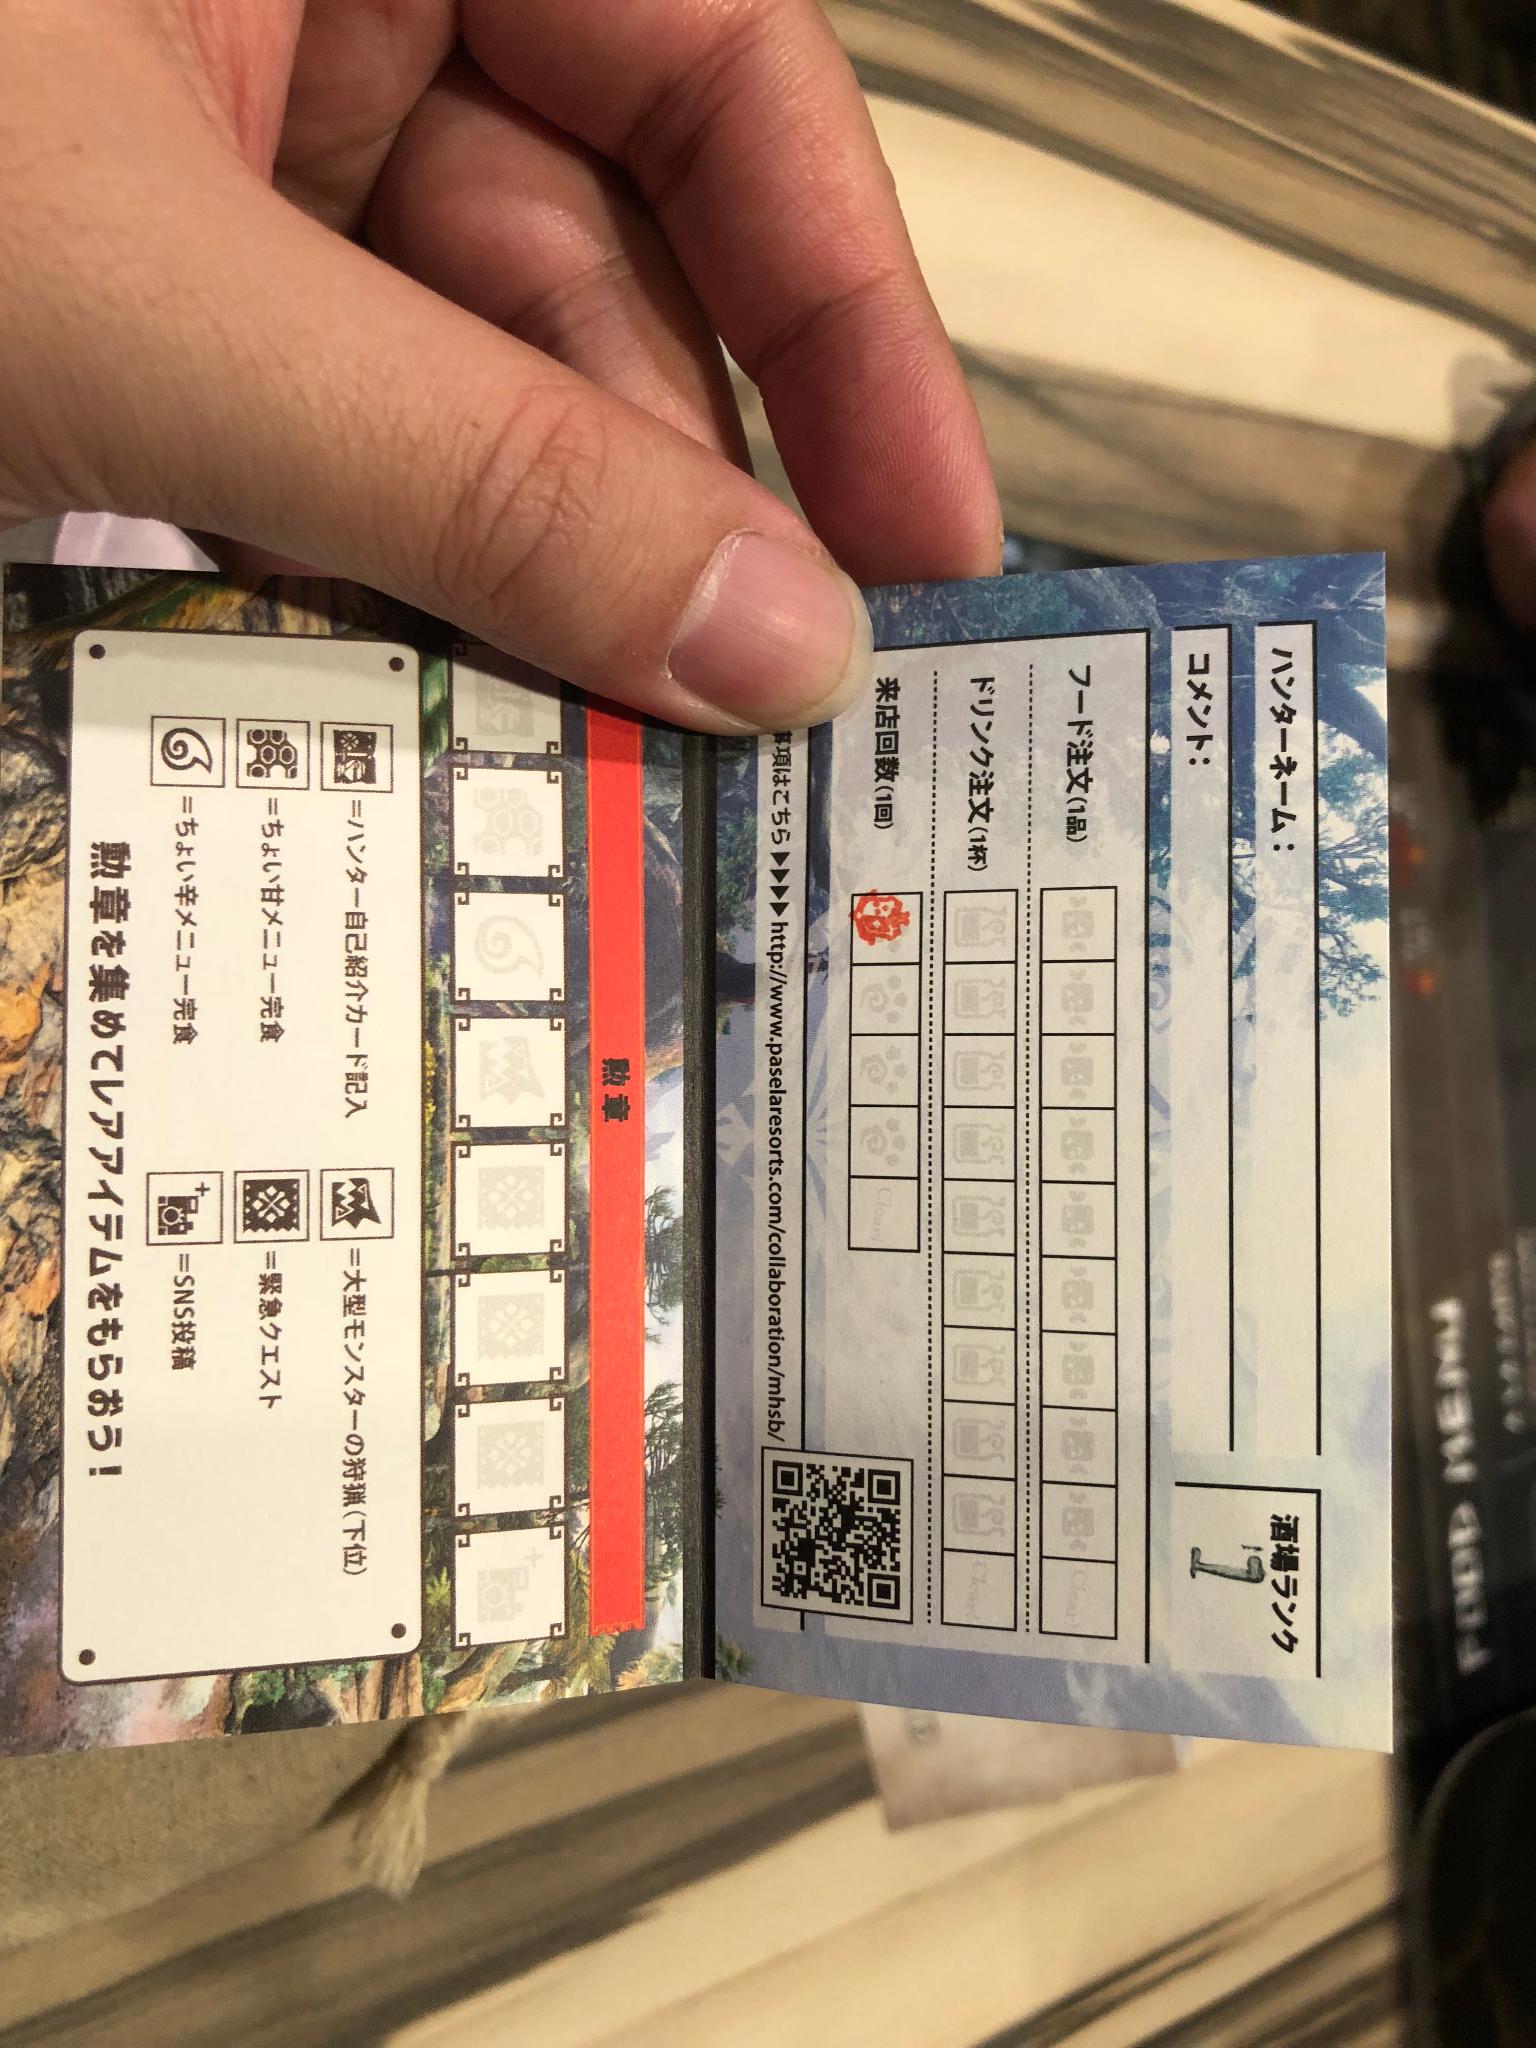 ハンターネーム：
酒場ランク
1
コメント：
フード注文(1品)
Clear!
ドリンク注文(1杯)
Clear!
来店回数(1回)
Clear!
事項はこちら▶▶▶▶http://www.paselaresorts.com/collaboration/mhsb/
勲章
=ハンター自己紹介カード記入
=大型モンスターの狩猟(下位)
=ちょい甘メニュー完食
=緊急クエスト
=ちょい辛メニュー完食
=SNS投稿
勲章を集めてレアアイテムをもらおう!
FOOD MENU